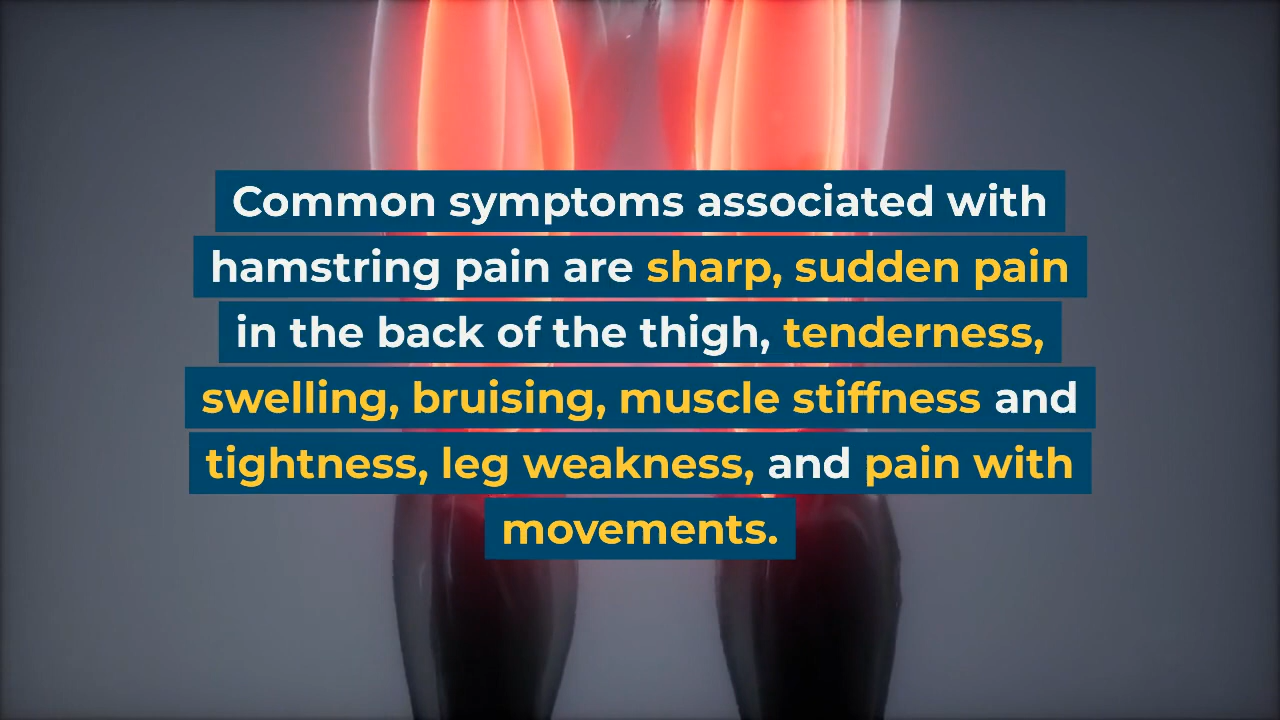 Common symptoms associated with
hamstring pain are sharp, sudden pain
in the back of the thigh, tenderness,
swelling, bruising, muscle stiffness and
tightness, leg weakness, and pain with
movements.